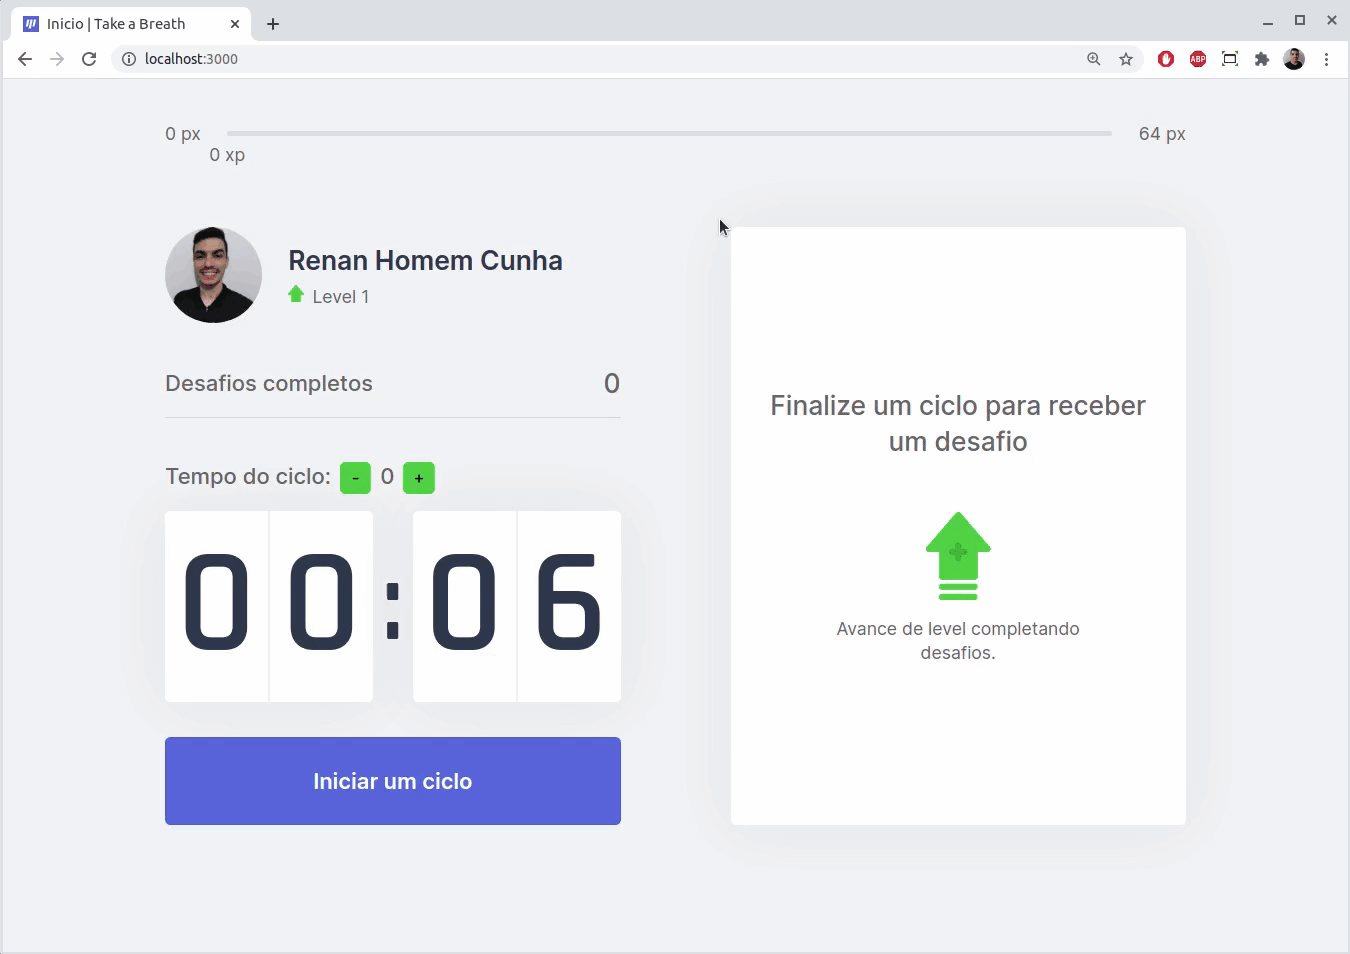 Inicio | Take a Breath
localhost:3000
ABP
0 px
64 px
0 xp
Renan Homem Cunha
Level 1
Desafios completos
0
Tempo do ciclo: - 0 +
00:06
Iniciar um ciclo
Finalize um ciclo para receber
um desafio
Avance de level completando
desafios.